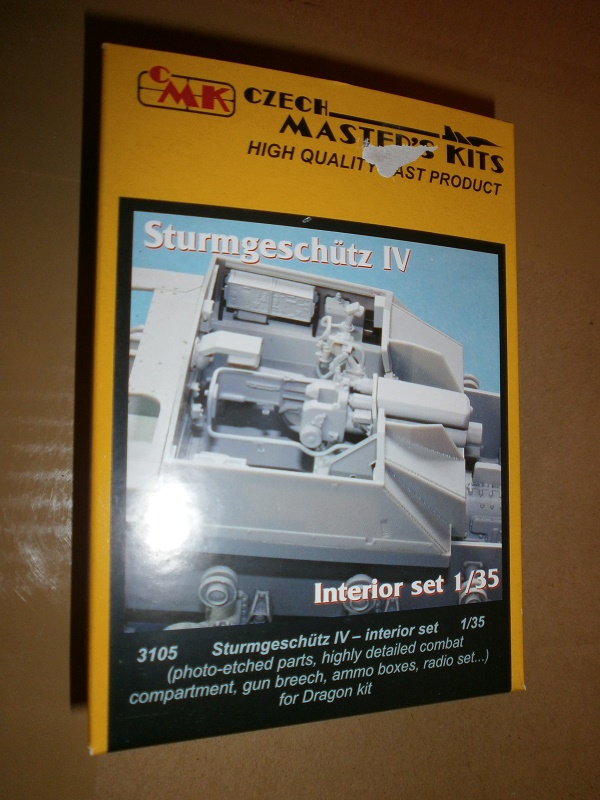 CMK CZECH
MASTER'S KITS
HIGH QUALITY CAST PRODUCT
Sturmgeschütz IV
Interior set 1/35
3105 Sturmgeschütz IV – interior set 1/35
(photo-etched parts, highly detailed combat
compartment, gun breech, ammo boxes, radio set...)
for Dragon kit